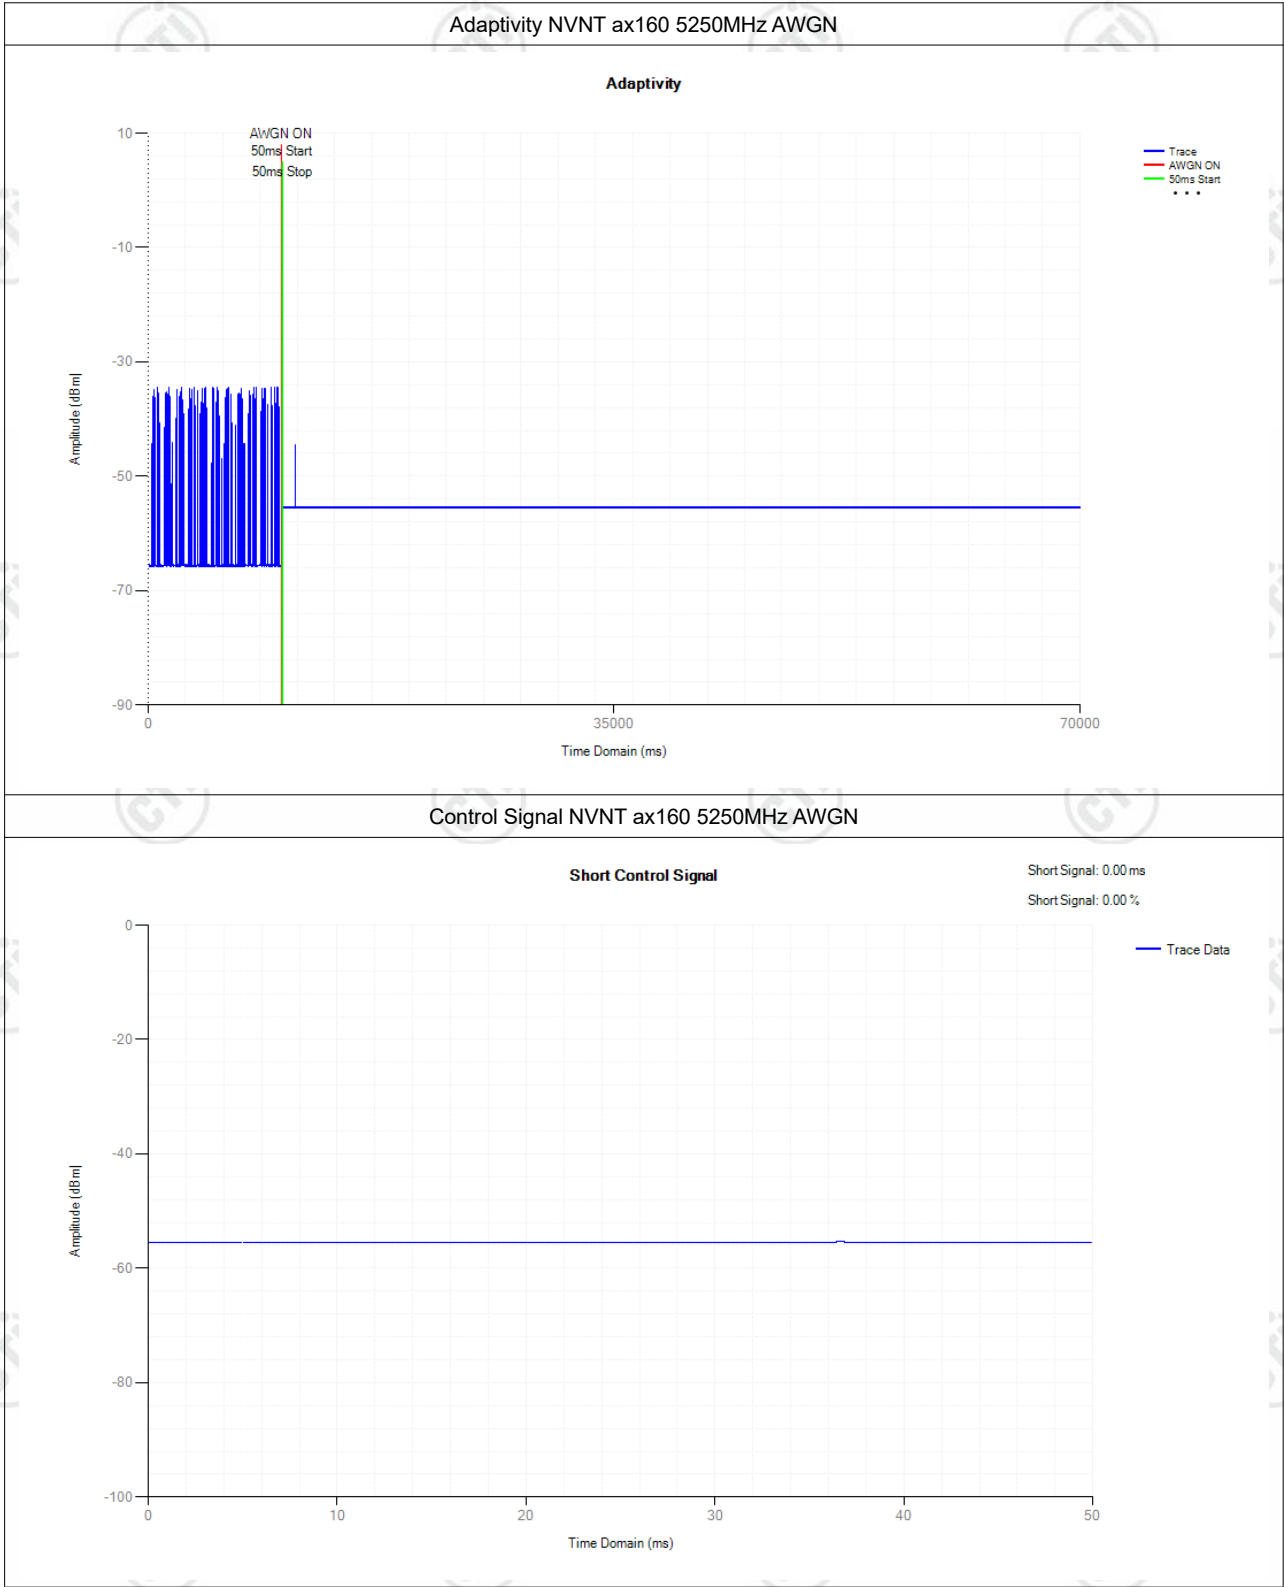 Adaptivity NVNT ax160 5250MHz AWGN
Adaptivity
AWGN ON
50ms Start
50ms Stop
Trace
AWGN ON
50ms Start
• • •
10
-10
-30
-50
-70
-90
Amplitude [dBm]
0 35000 70000
Time Domain (ms)
Control Signal NVNT ax160 5250MHz AWGN
Short Control Signal
Short Signal: 0.00 ms
Short Signal: 0.00 %
Trace Data
0
-20
-40
-60
-80
-100
Amplitude [dBm]
0 10 20 30 40 50
Time Domain (ms)